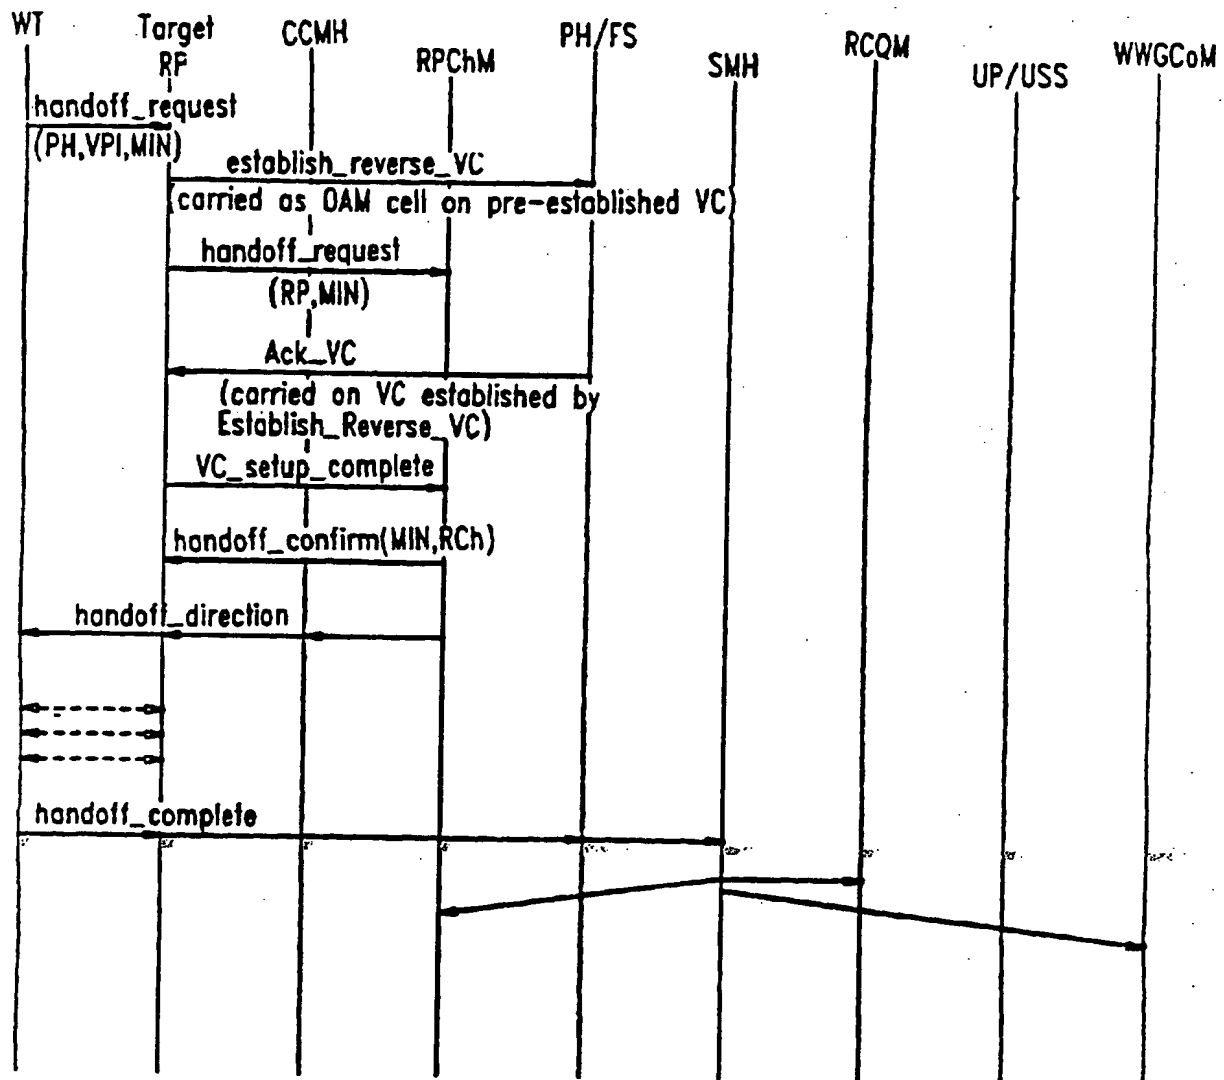 WT
Target
RP
CCMH
RPChM
PH/FS
SMH
RCQM
UP/USS
WWGCoM
handoff_request
(PH,VPI,MIN)
establish_reverse_VC
(carried as OAM cell on pre-established VC)
handoff_request
(RP,MIN)
Ack_VC
(carried on VC established by
Establish_Reverse_VC)
VC_setup_complete
handoff_confirm(MIN,RCh)
handoff_direction
handoff_complete